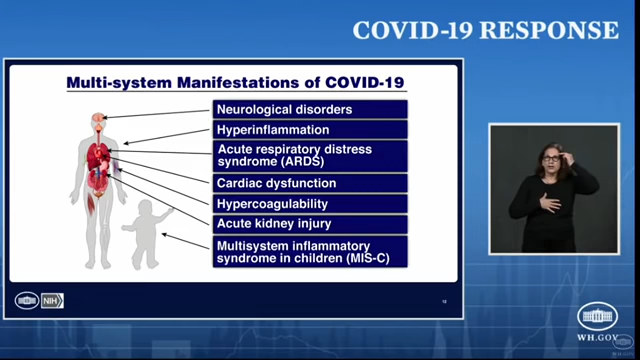 COVID-19 RESPONSE
Multi-system Manifestations of COVID-19
Neurological disorders
Hyperinflammation
Acute respiratory distress
syndrome (ARDS)
Cardiac dysfunction
Hypercoagulability
Acute kidney injury
Multisystem inflammatory
syndrome in children (MIS-C)
NIH
WH.GOV